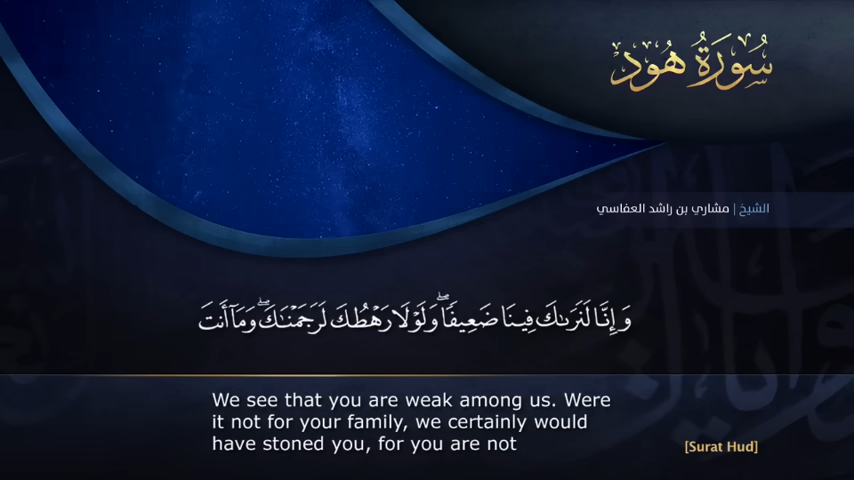 سُورَةُ هُود
الشيخ | مشاري بن راشد العفاسي
وَإِنَّا لَنَرَىٰكَ فِينَا ضَعِيفًاۖ وَلَوْلَا رَهْطُكَ لَرَجَمْنَـٰكَۖ وَمَآ أَنتَ
We see that you are weak among us. Were
it not for your family, we certainly would
have stoned you, for you are not
[Surat Hud]